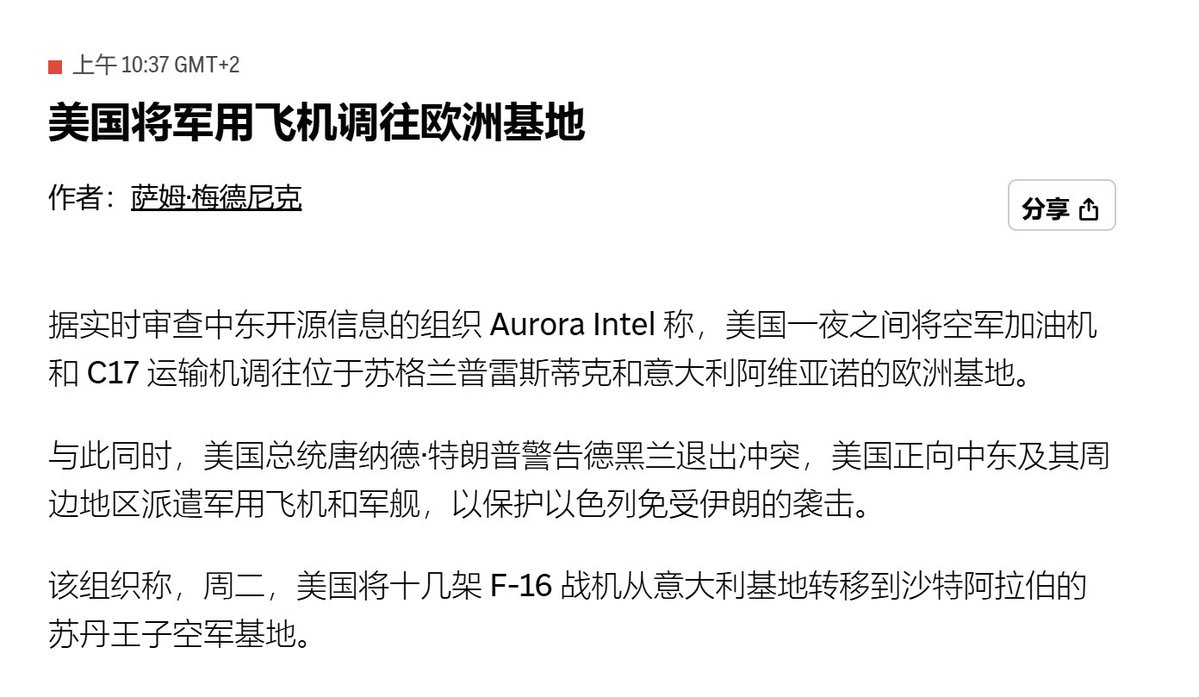 上午 10:37 GMT+2
美国将军用飞机调往欧洲基地
作者：萨姆·梅德尼克
分享
据实时审查中东开源信息的组织 Aurora Intel 称，美国一夜之间将空军加油机
和 C17 运输机调往位于苏格兰普雷斯蒂克和意大利阿维亚诺的欧洲基地。
与此同时，美国总统唐纳德·特朗普警告德黑兰退出冲突，美国正向中东及其周
边地区派遣军用飞机和军舰，以保护以色列免受伊朗的袭击。
该组织称，周二，美国将十几架 F-16 战机从意大利基地转移到沙特阿拉伯的
苏丹王子空军基地。